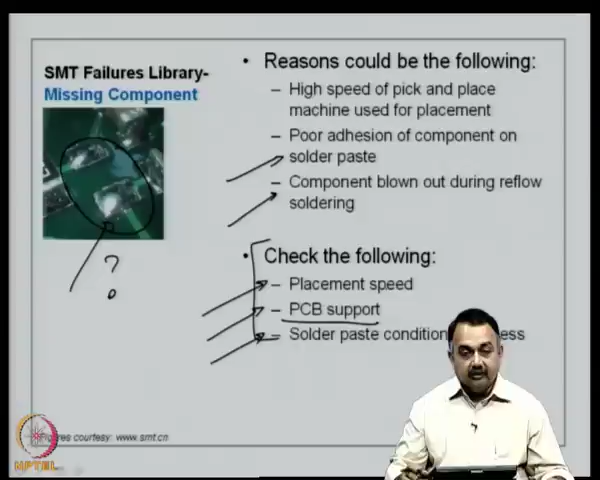 SMT Failures Library-
Missing Component
• Reasons could be the following:
– High speed of pick and place
machine used for placement
– Poor adhesion of component on
solder paste
– Component blown out during reflow
soldering
?
• Check the following:
– Placement speed
– PCB support
– Solder paste condition
Figures courtesy: www.smt.cn
NPTEL